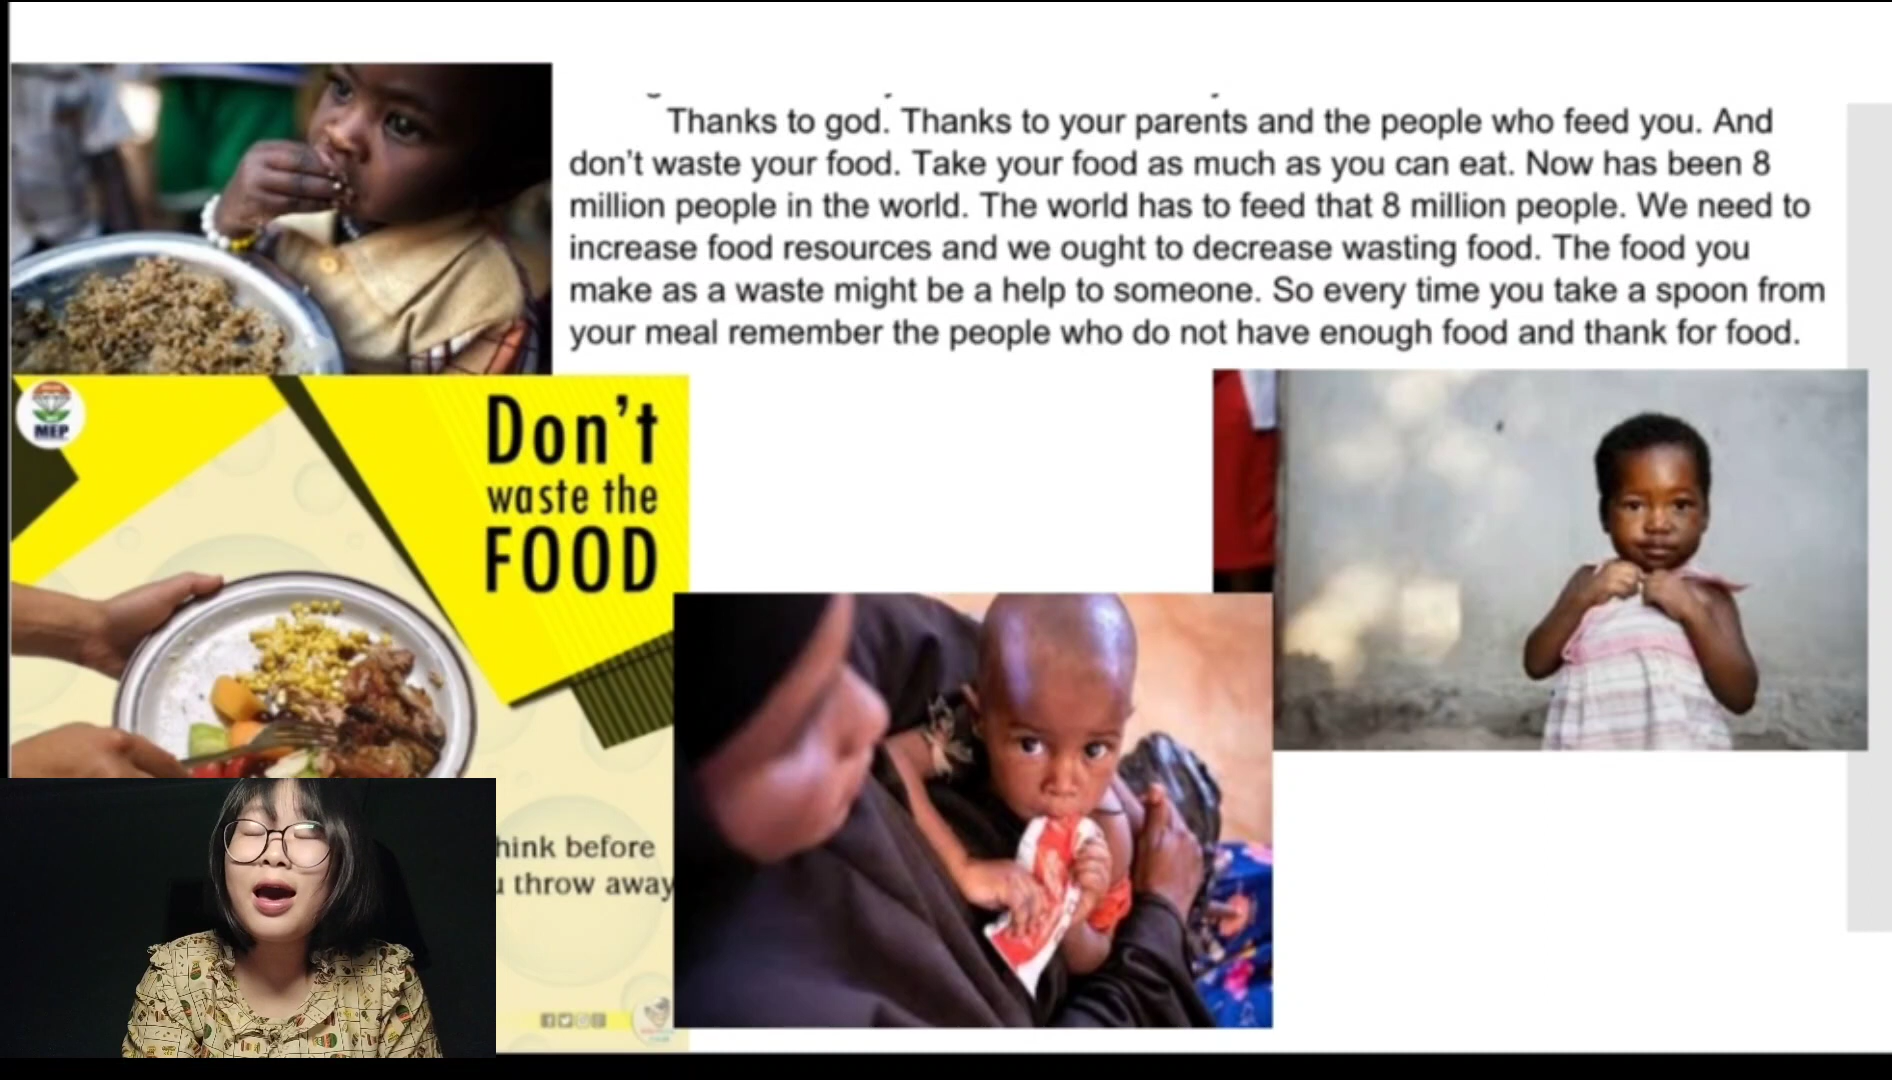 Thanks to god. Thanks to your parents and the people who feed you. And
don't waste your food. Take your food as much as you can eat. Now has been 8
million people in the world. The world has to feed that 8 million people. We need to
increase food resources and we ought to decrease wasting food. The food you
make as a waste might be a help to someone. So every time you take a spoon from
your meal remember the people who do not have enough food and thank for food.
MEP
Don't
waste the
FOOD
hink before
throw away